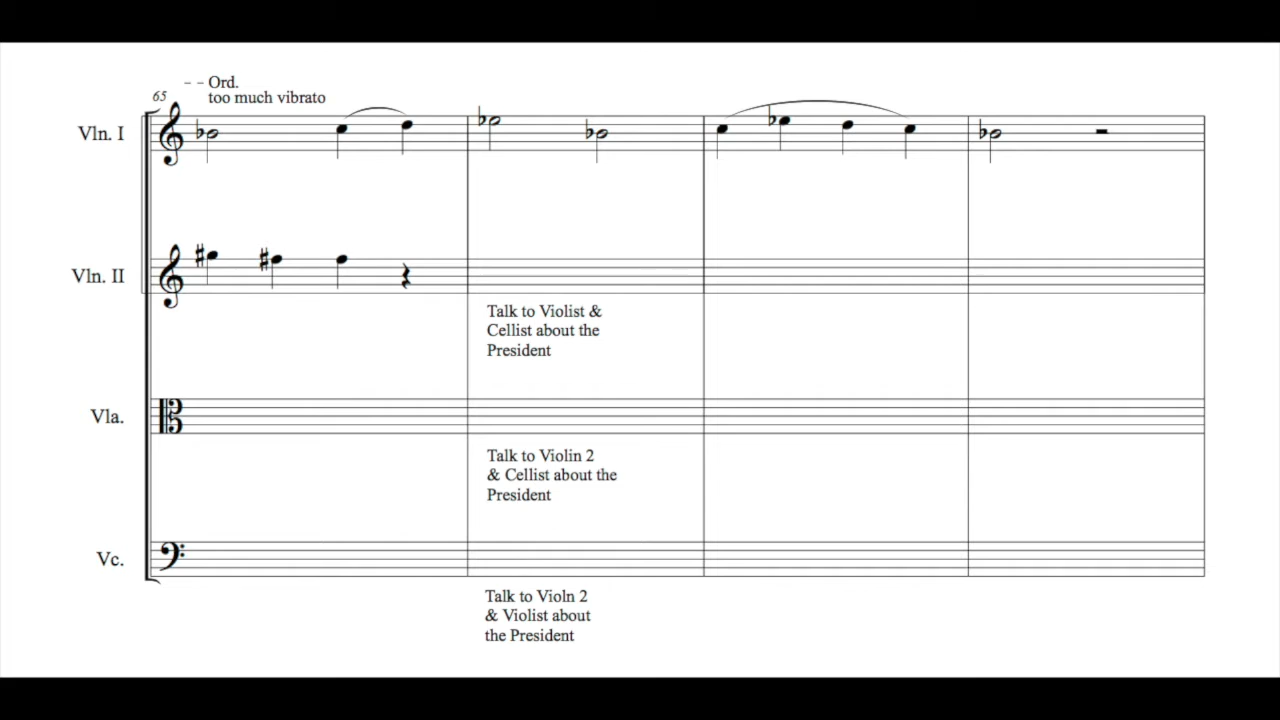 - - Ord.
65
too much vibrato
Vln. I
Vln. II
Talk to Violist &
Cellist about the
President
Vla.
Talk to Violin 2
& Cellist about the
President
Vc.
Talk to Violn 2
& Violist about
the President